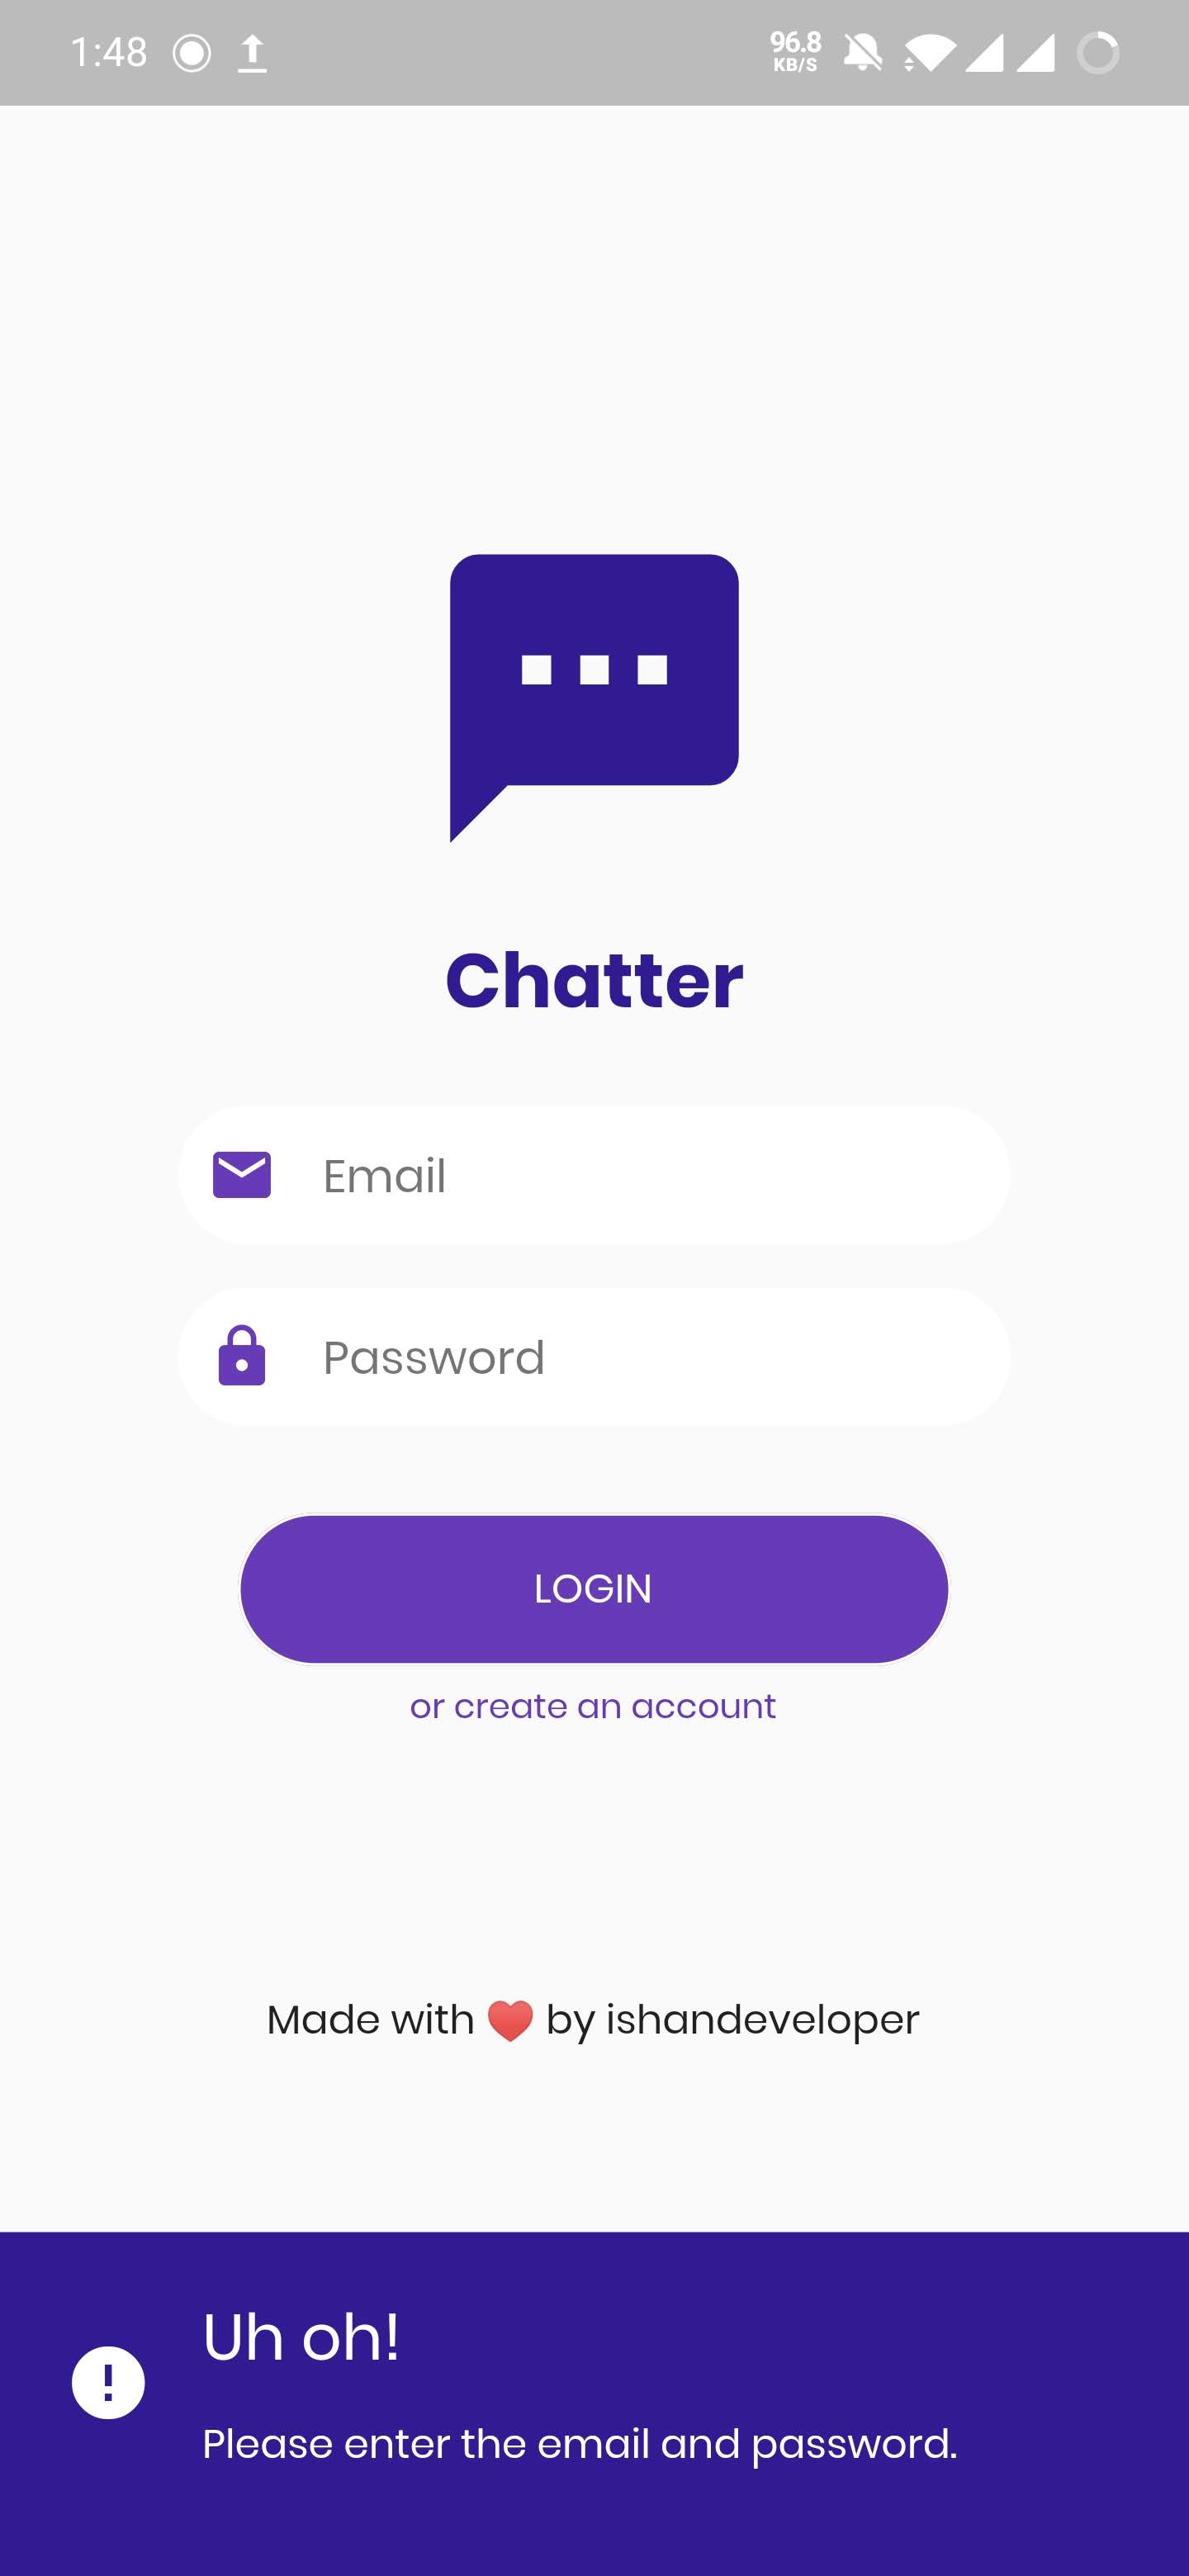 1:48
96.8
KB/S
Chatter
Email
Password
LOGIN
or create an account
Made with ❤️ by ishandeveloper
Uh oh!
Please enter the email and password.